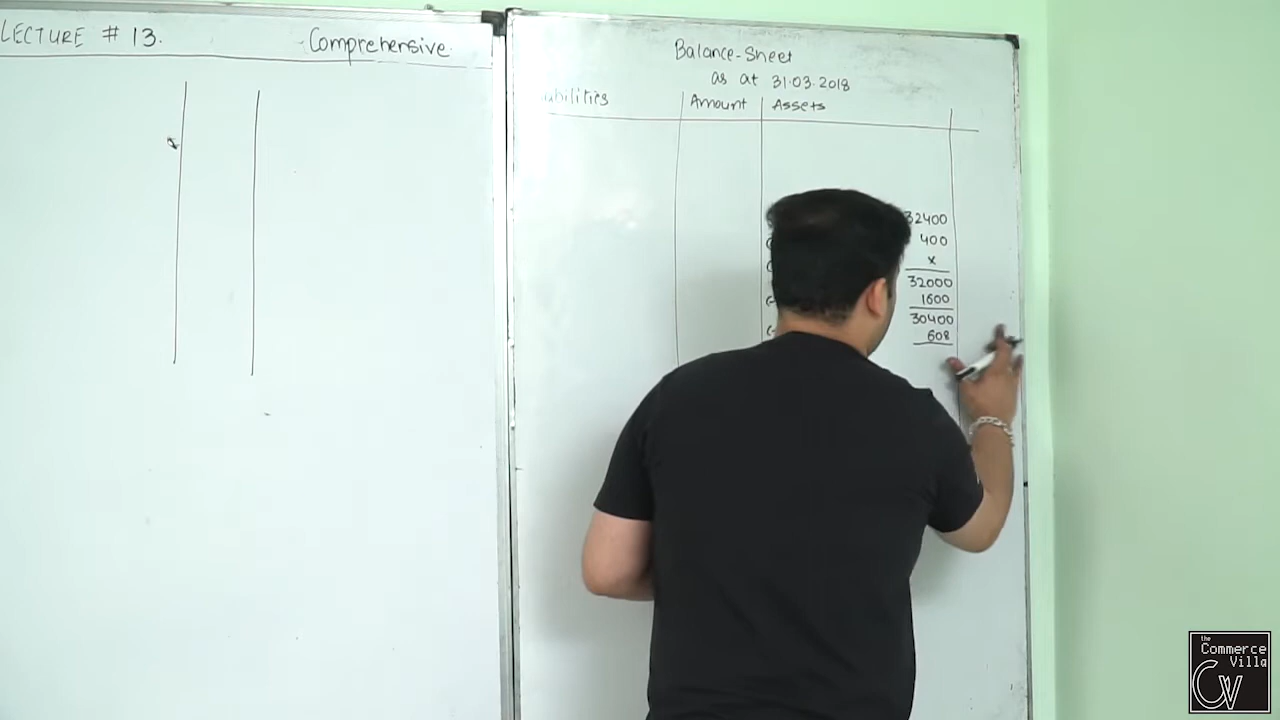 LECTURE # 13.
Comprehensive
Balance-Sheet
as at 31.03.2018
Amount Assets
32400
400
x
32000
1600
30400
608
the
Commerce
Villa
CV